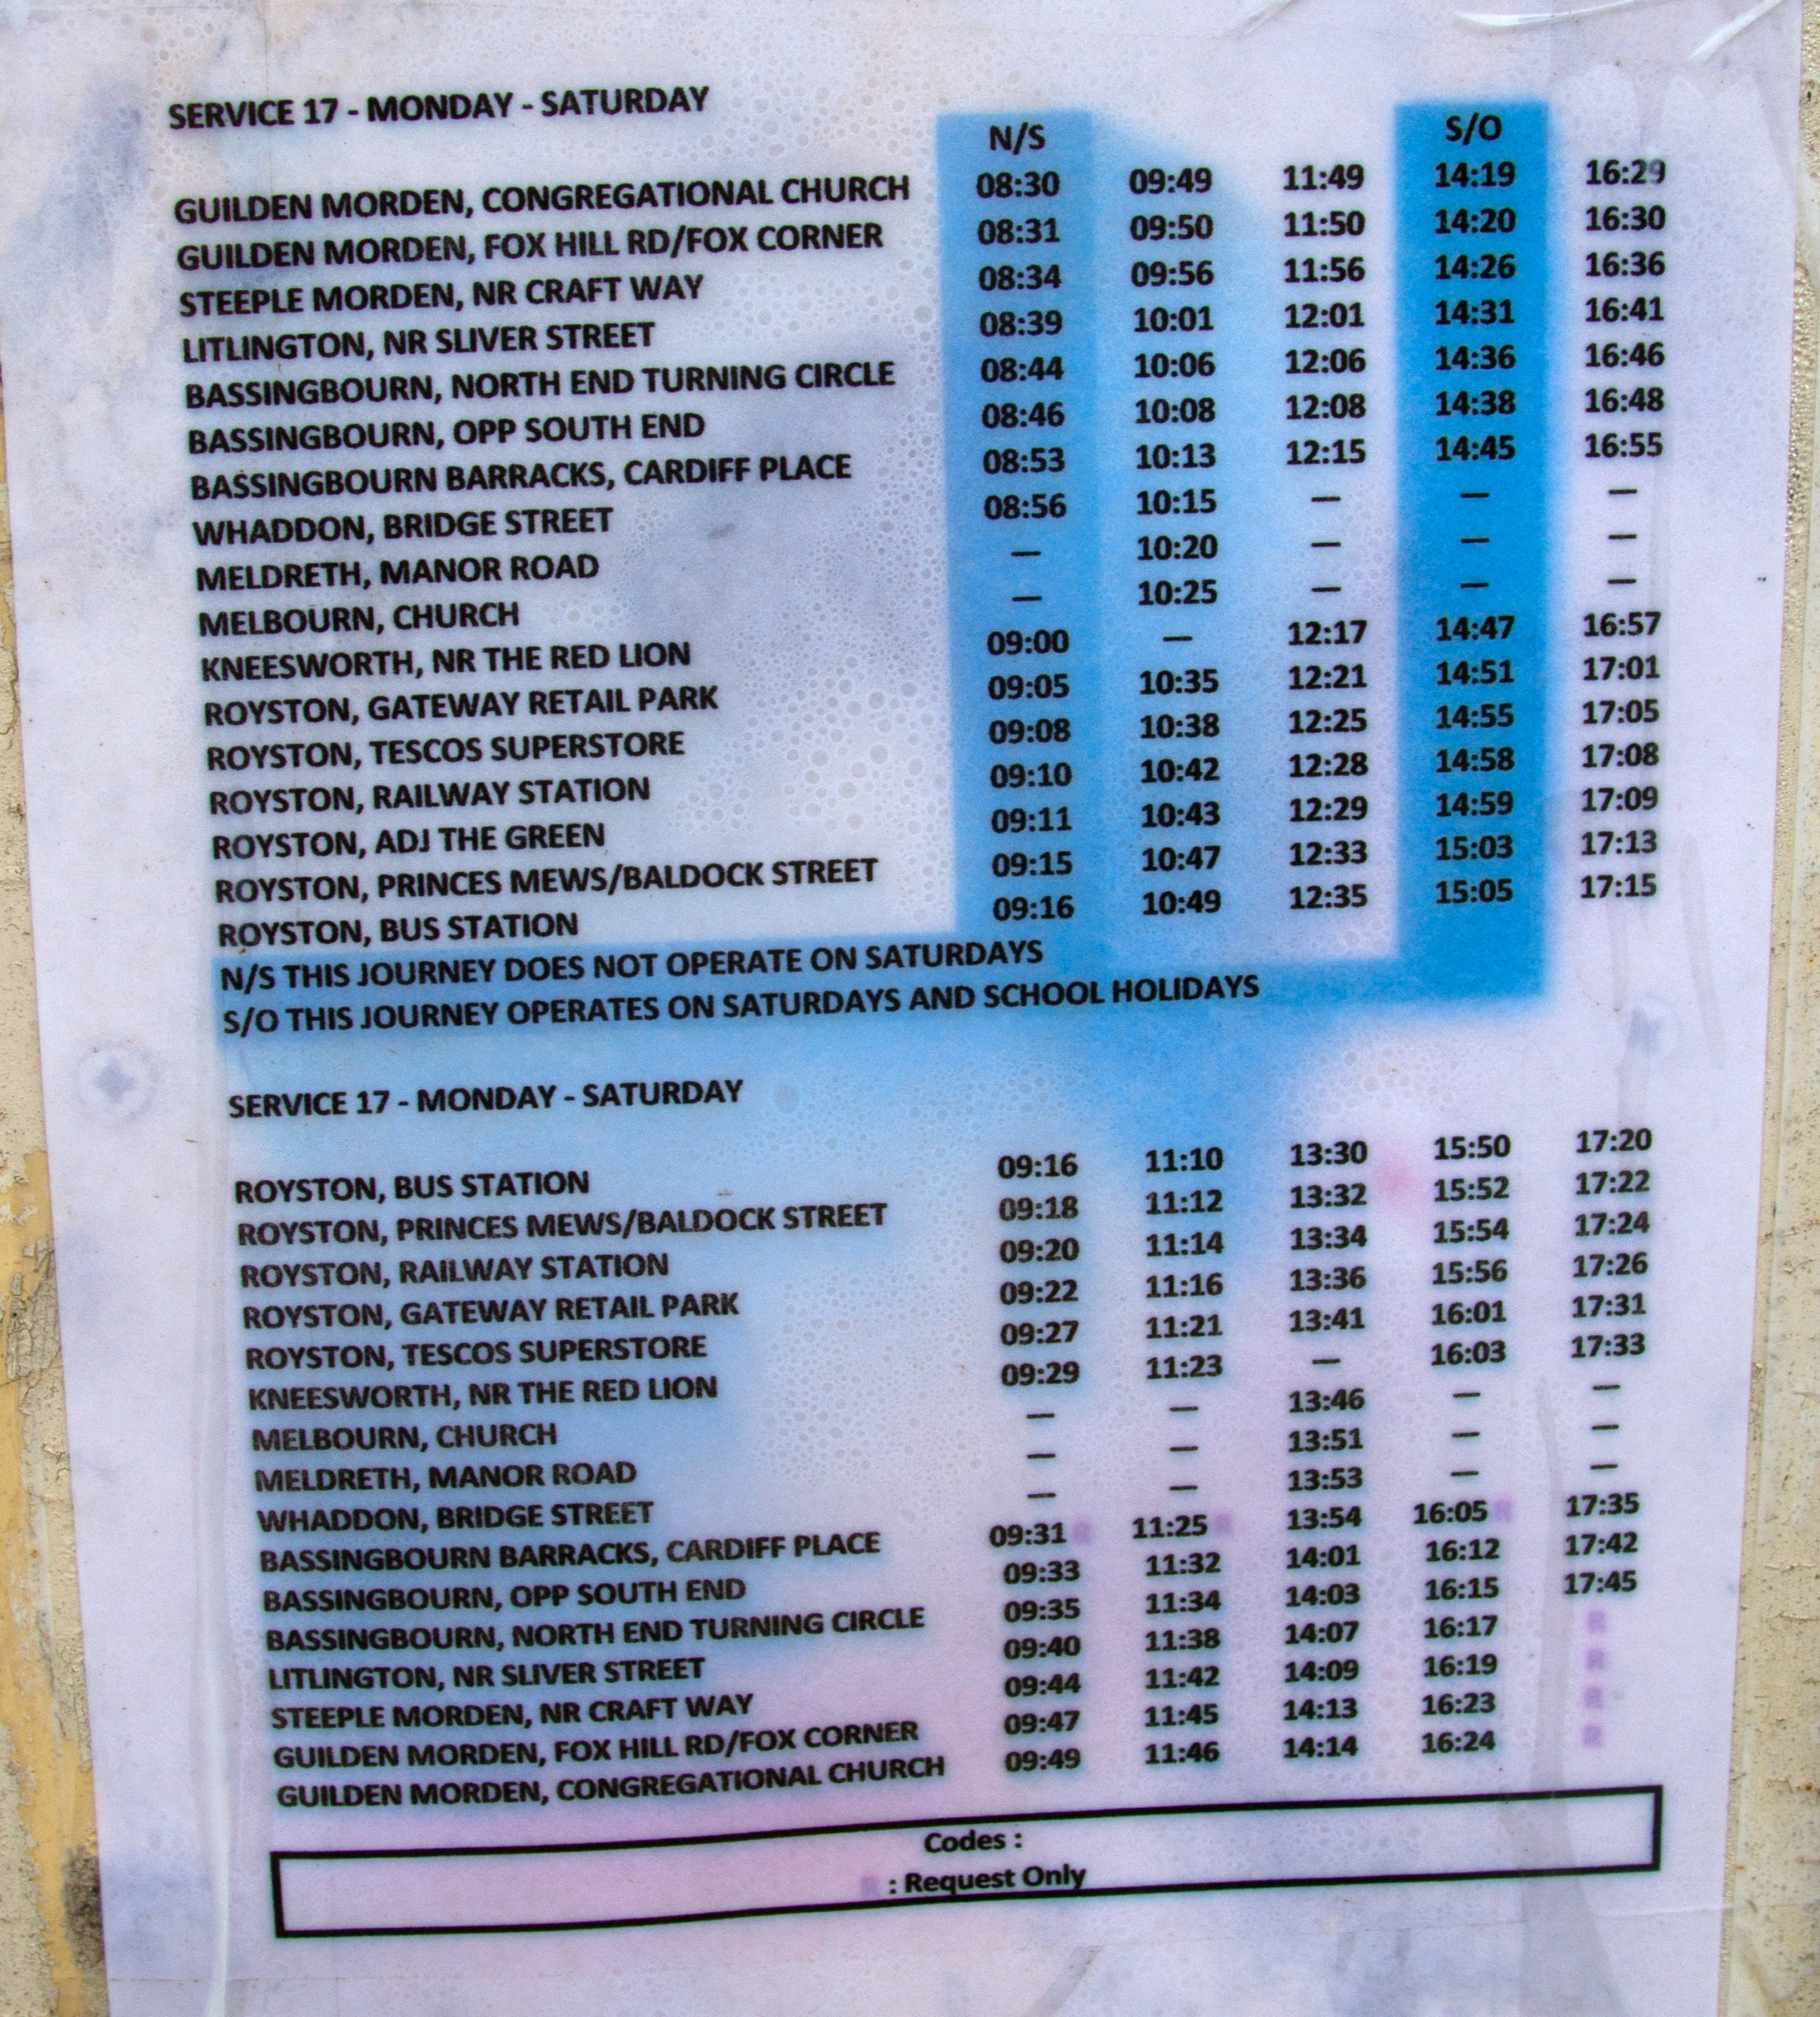 SERVICE 17 - MONDAY - SATURDAY
N/S S/O
GUILDEN MORDEN, CONGREGATIONAL CHURCH 08:30 09:49 11:49 14:19 16:29
GUILDEN MORDEN, FOX HILL RD/FOX CORNER 08:31 09:50 11:50 14:20 16:30
STEEPLE MORDEN, NR CRAFT WAY 08:34 09:56 11:56 14:26 16:36
LITLINGTON, NR SLIVER STREET 08:39 10:01 12:01 14:31 16:41
BASSINGBOURN, NORTH END TURNING CIRCLE 08:44 10:06 12:06 14:36 16:46
BASSINGBOURN, OPP SOUTH END 08:46 10:08 12:08 14:38 16:48
BASSINGBOURN BARRACKS, CARDIFF PLACE 08:53 10:13 12:15 14:45 16:55
WHADDON, BRIDGE STREET 08:56 10:15 — — —
MELDRETH, MANOR ROAD — 10:20 — — —
MELBOURN, CHURCH — 10:25 — — —
KNEESWORTH, NR THE RED LION 09:00 — 12:17 14:47 16:57
ROYSTON, GATEWAY RETAIL PARK 09:05 10:35 12:21 14:51 17:01
ROYSTON, TESCOS SUPERSTORE 09:08 10:38 12:25 14:55 17:05
ROYSTON, RAILWAY STATION 09:10 10:42 12:28 14:58 17:08
ROYSTON, ADJ THE GREEN 09:11 10:43 12:29 14:59 17:09
ROYSTON, PRINCES MEWS/BALDOCK STREET 09:15 10:47 12:33 15:03 17:13
ROYSTON, BUS STATION 09:16 10:49 12:35 15:05 17:15
N/S THIS JOURNEY DOES NOT OPERATE ON SATURDAYS
S/O THIS JOURNEY OPERATES ON SATURDAYS AND SCHOOL HOLIDAYS
SERVICE 17 - MONDAY - SATURDAY
ROYSTON, BUS STATION 09:16 11:10 13:30 15:50 17:20
ROYSTON, PRINCES MEWS/BALDOCK STREET 09:18 11:12 13:32 15:52 17:22
ROYSTON, RAILWAY STATION 09:20 11:14 13:34 15:54 17:24
ROYSTON, GATEWAY RETAIL PARK 09:22 11:16 13:36 15:56 17:26
ROYSTON, TESCOS SUPERSTORE 09:27 11:21 13:41 16:01 17:31
KNEESWORTH, NR THE RED LION 09:29 11:23 — 16:03 17:33
MELBOURN, CHURCH — — 13:46 — —
MELDRETH, MANOR ROAD — — 13:51 — —
WHADDON, BRIDGE STREET — — 13:53 — —
BASSINGBOURN BARRACKS, CARDIFF PLACE 09:31 R 11:25 R 13:54 16:05 R 17:35
BASSINGBOURN, OPP SOUTH END 09:33 11:32 14:01 16:12 17:42
BASSINGBOURN, NORTH END TURNING CIRCLE 09:35 11:34 14:03 16:15 17:45
LITLINGTON, NR SLIVER STREET 09:40 11:38 14:07 16:17 R
STEEPLE MORDEN, NR CRAFT WAY 09:44 11:42 14:09 16:19 R
GUILDEN MORDEN, FOX HILL RD/FOX CORNER 09:47 11:45 14:13 16:23 R
GUILDEN MORDEN, CONGREGATIONAL CHURCH 09:49 11:46 14:14 16:24 R
Codes :
R : Request Only